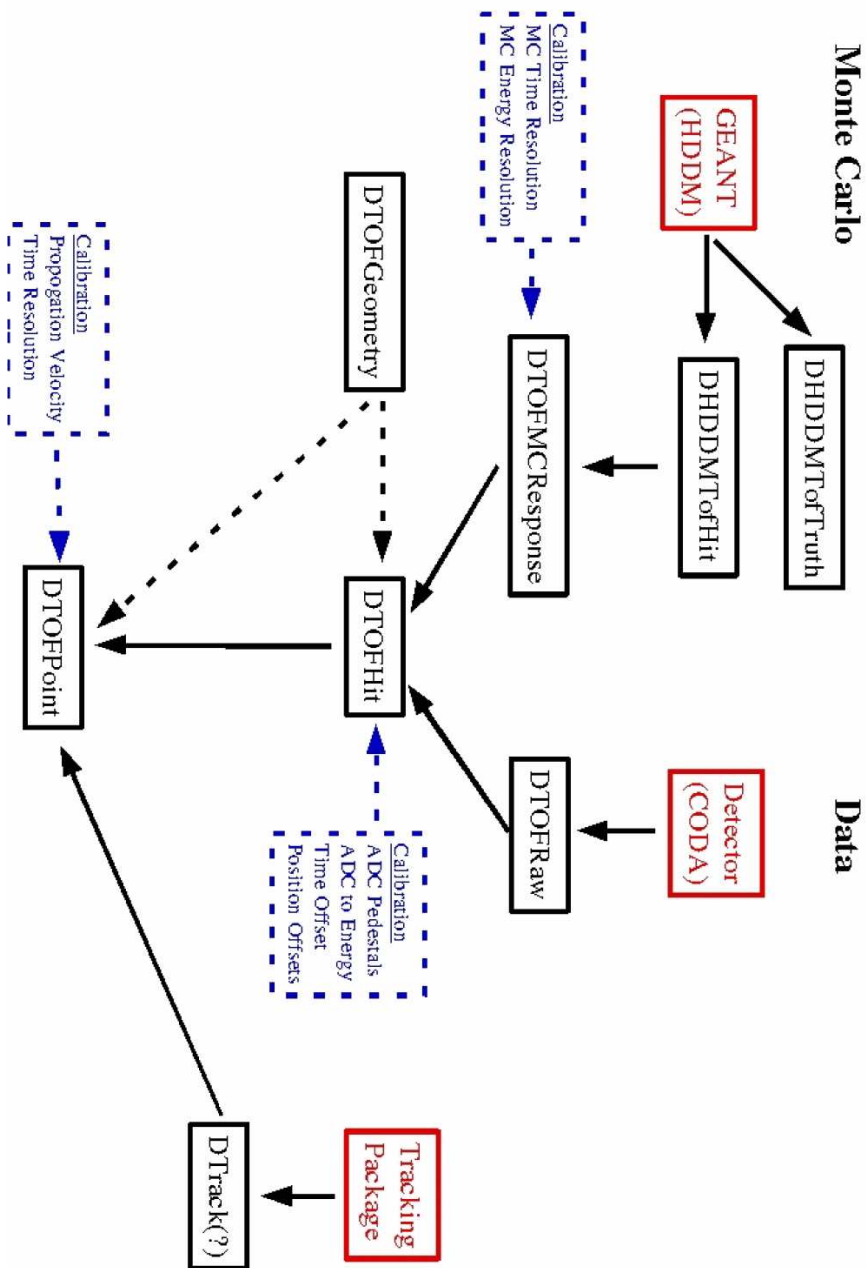 Monte Carlo
Data
GEANT
(HDDM)
DHDDMTofTruth
DHDDMTofHit
Detector
(CODA)
Calibration
MC Time Resolution
MC Energy Resolution
DTOFMCResponse
DTOFRaw
DTOFGeometry
DTOFHit
Calibration
ADC Pedestals
ADC to Energy
Time Offset
Position Offsets
Tracking
Package
Calibration
Propogation Velocity
Time Resolution
DTOFPoint
DTrack(?)